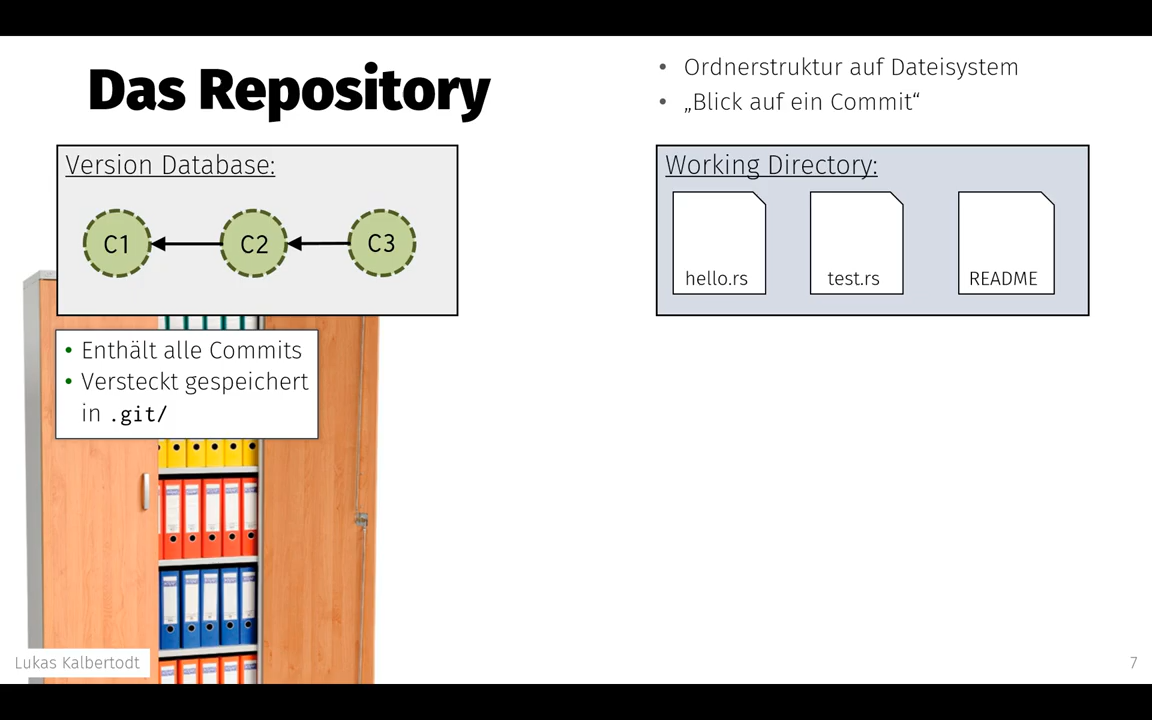 Das Repository
• Ordnerstruktur auf Dateisystem
• „Blick auf ein Commit“
Version Database:
C1
C2
C3
Working Directory:
hello.rs
test.rs
README
• Enthält alle Commits
• Versteckt gespeichert
in .git/
Lukas Kalbertodt
7